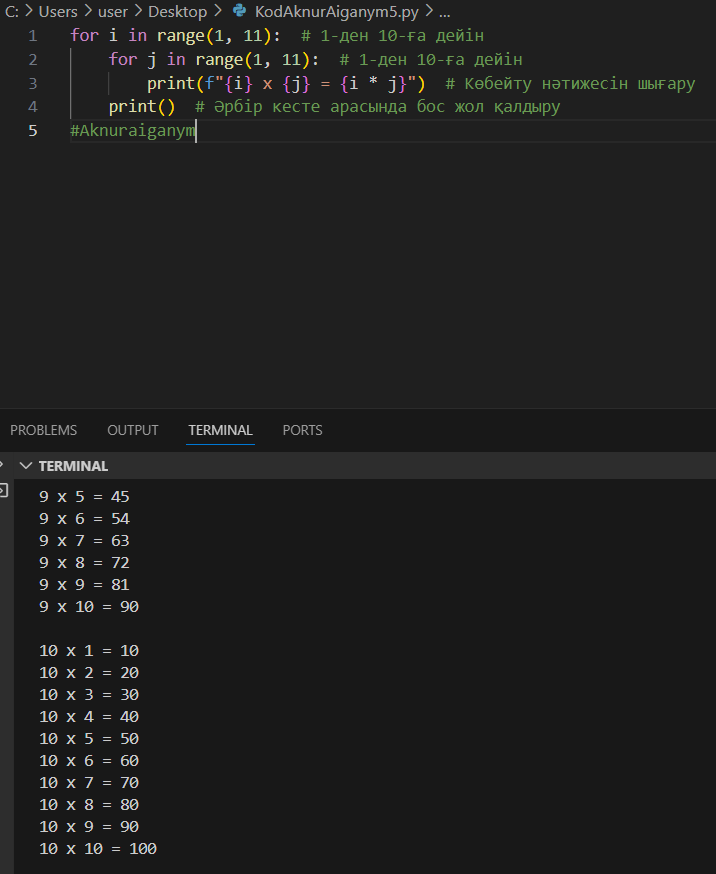 C: > Users > user > Desktop > KodAknurAiganym5.py > ...
1 for i in range(1, 11):  # 1-ден 10-ға дейін
2     for j in range(1, 11):  # 1-ден 10-ға дейін
3         print(f"{i} x {j} = {i * j}")  # Көбейту нәтижесін шығару
4     print()  # Әрбір кесте арасында бос жол қалдыру
5 #Aknuraiganym
PROBLEMS OUTPUT TERMINAL PORTS
TERMINAL
9 x 5 = 45
9 x 6 = 54
9 x 7 = 63
9 x 8 = 72
9 x 9 = 81
9 x 10 = 90
10 x 1 = 10
10 x 2 = 20
10 x 3 = 30
10 x 4 = 40
10 x 5 = 50
10 x 6 = 60
10 x 7 = 70
10 x 8 = 80
10 x 9 = 90
10 x 10 = 100